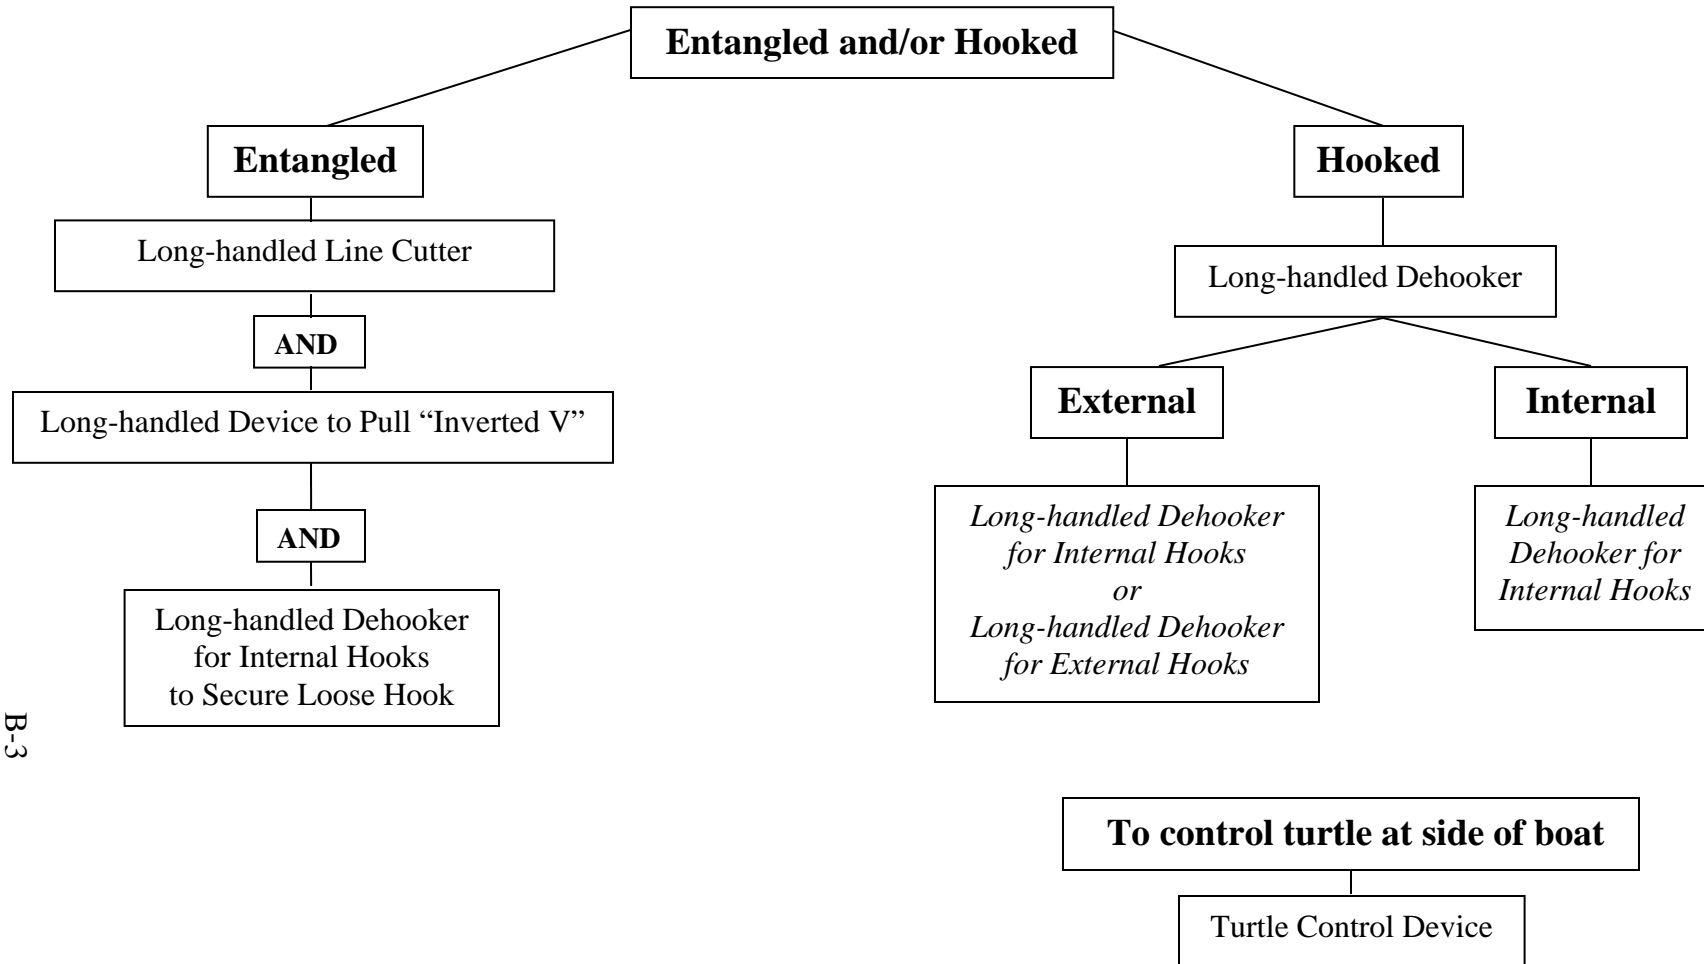 Entangled and/or Hooked
Entangled
Long-handled Line Cutter
AND
Long-handled Device to Pull “Inverted V”
AND
Long-handled Dehooker
for Internal Hooks
to Secure Loose Hook
Hooked
Long-handled Dehooker
External
Long-handled Dehooker
for Internal Hooks
or
Long-handled Dehooker
for External Hooks
Internal
Long-handled
Dehooker for
Internal Hooks
To control turtle at side of boat
Turtle Control Device
B-3